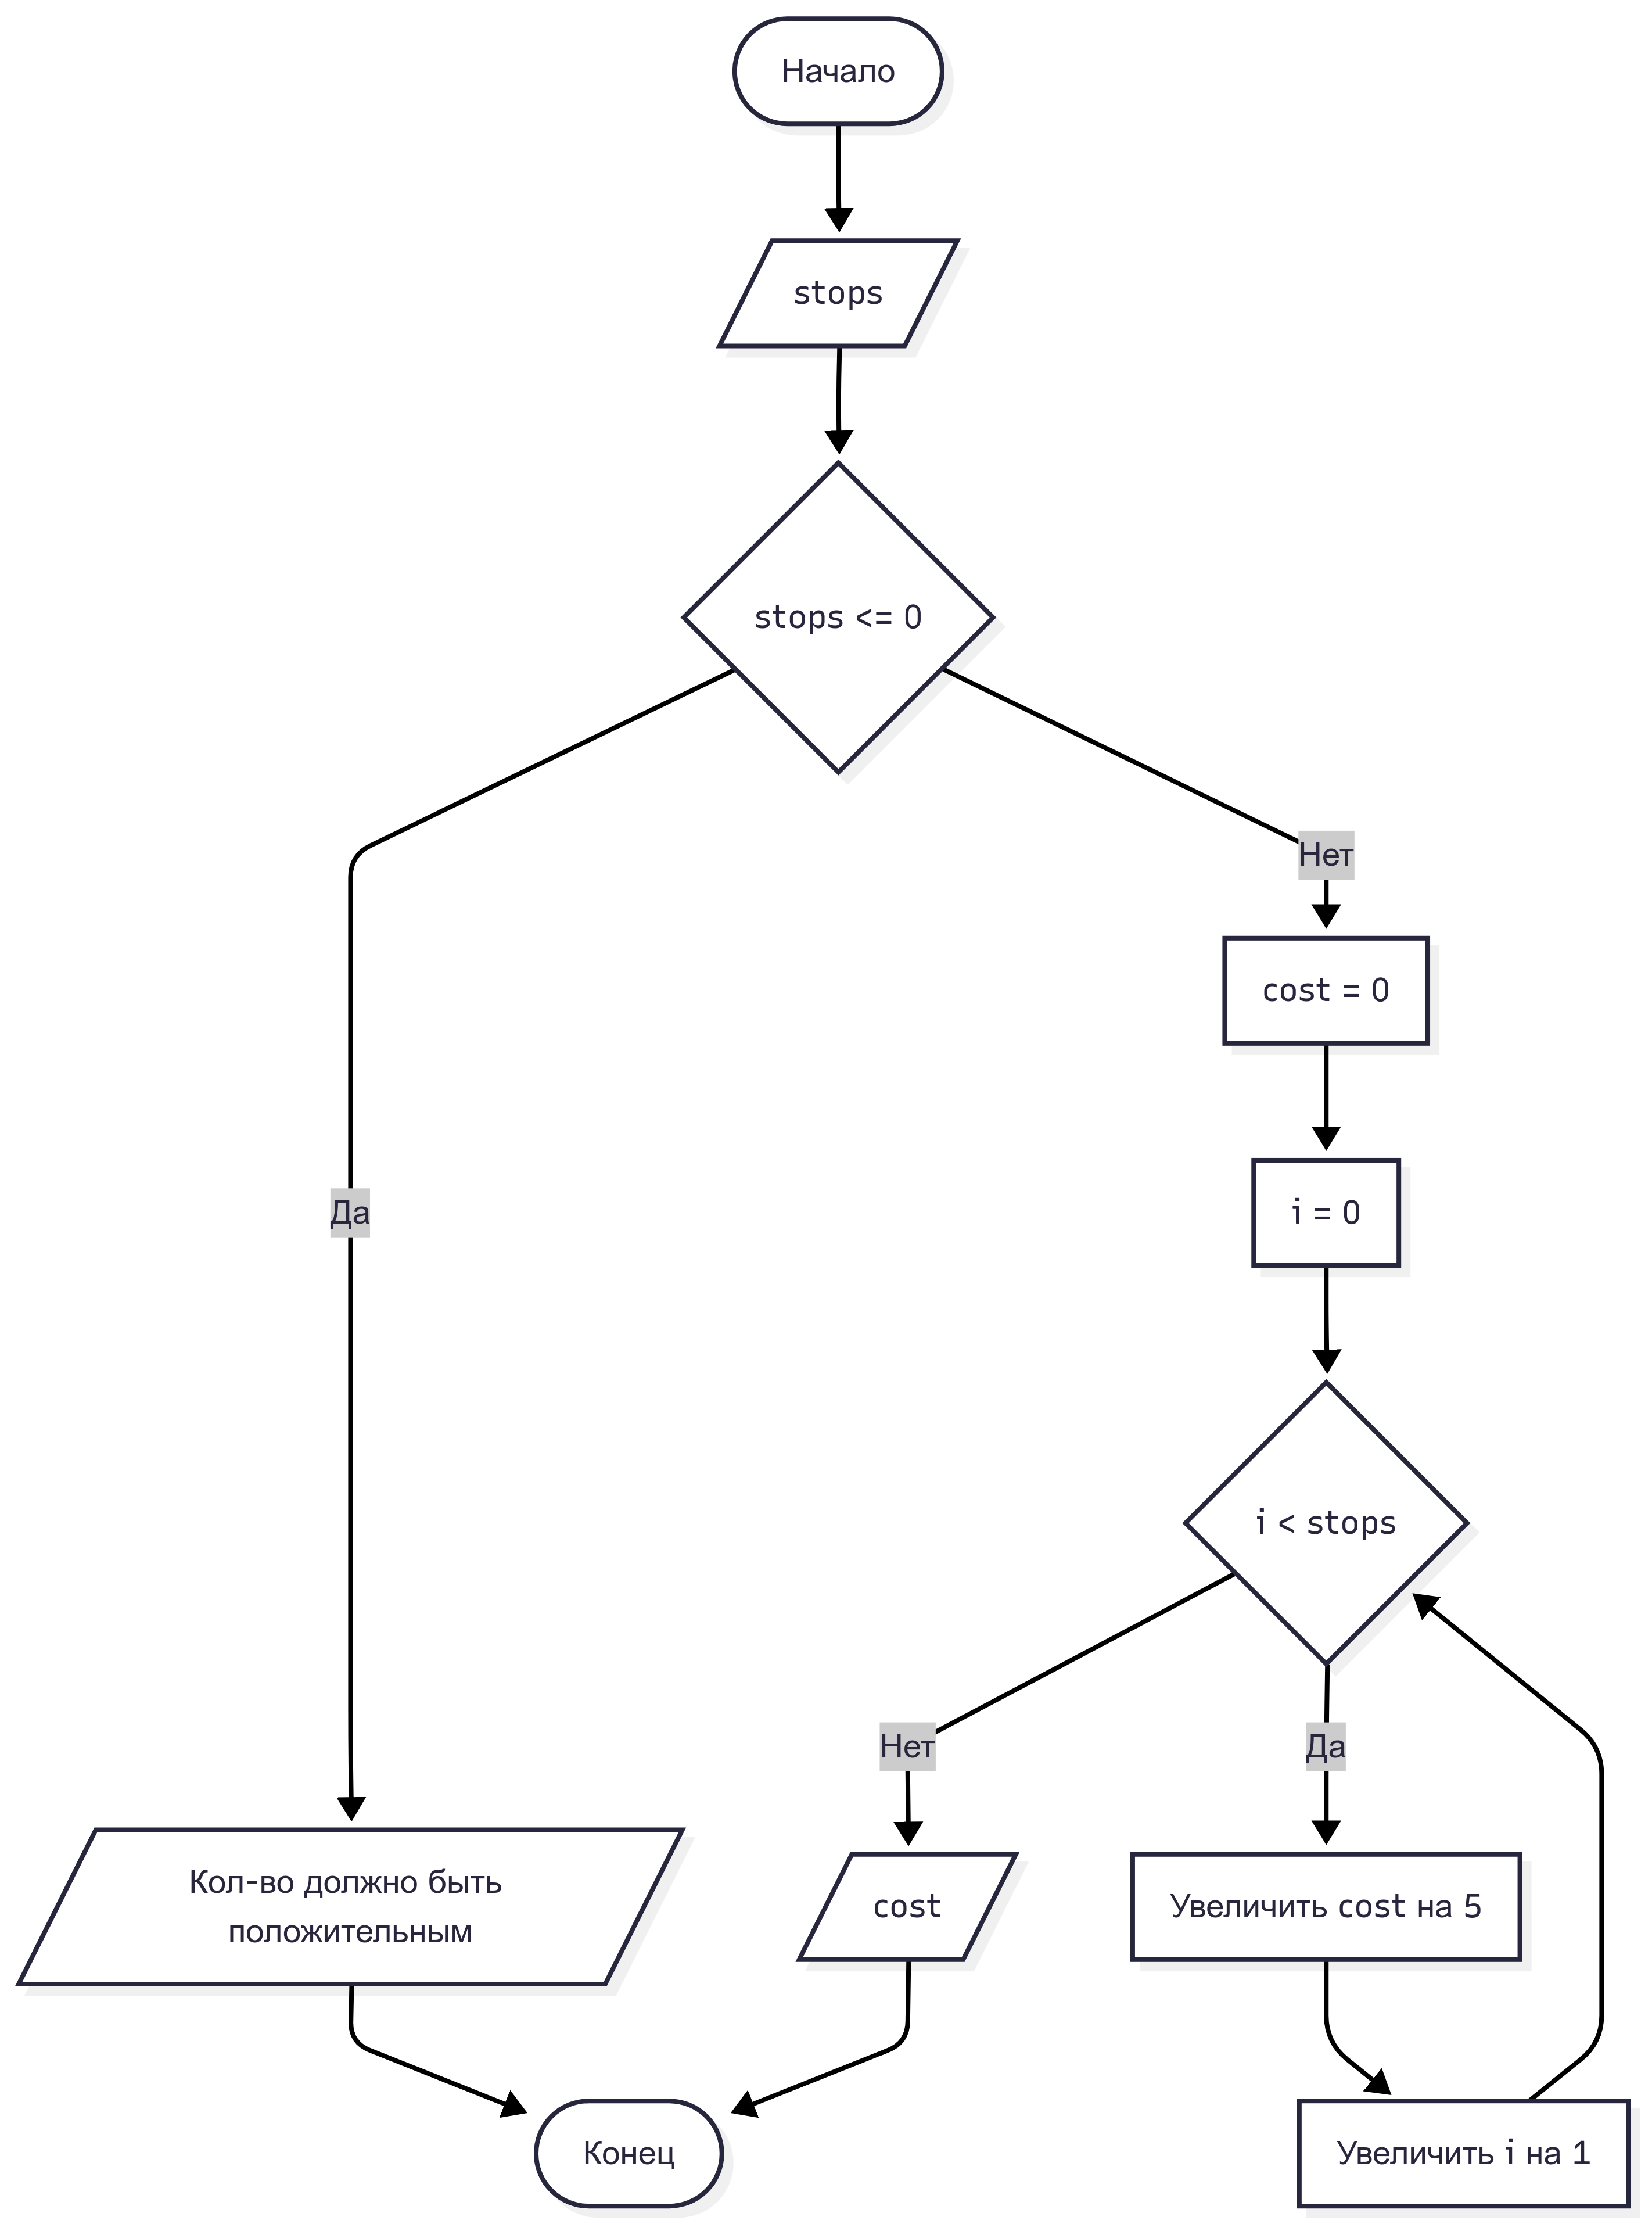 Начало
stops
stops <= 0
Нет
cost = 0
Да
i = 0
i < stops
Нет
Да
Кол-во должно быть
положительным
cost
Увеличить cost на 5
Конец
Увеличить i на 1